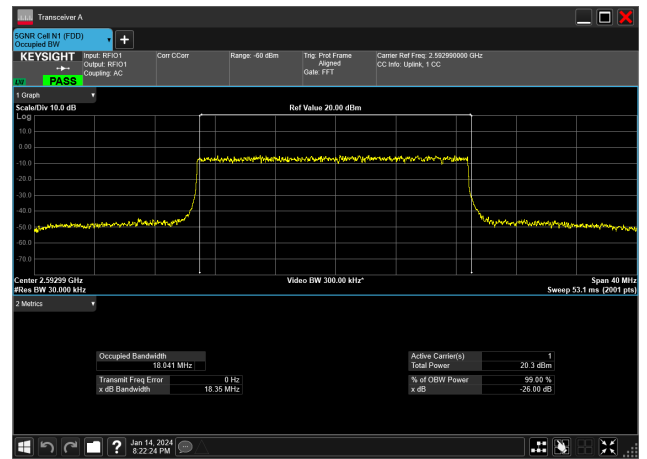 Transceiver A
5GNR Cell N1 (FDD)
Occupied BW
KEYSIGHT
LW PASS
Input: RFIO1
Output: RFIO1
Coupling: AC
Corr CCorr
Range: -60 dBm
Trig: Prot Frame
Aligned
Gate: FFT
Carrier Ref Freq: 2.592990000 GHz
CC Info: Uplink, 1 CC
1 Graph
Scale/Div 10.0 dB
Ref Value 20.00 dBm
Log
10.0
0.00
-10.0
-20.0
-30.0
-40.0
-50.0
-60.0
-70.0
Center 2.59299 GHz
Video BW 300.00 kHz*
Span 40 MHz
#Res BW 30.000 kHz
Sweep 53.1 ms (2001 pts)
2 Metrics
Occupied Bandwidth
18.041 MHz
Transmit Freq Error 0 Hz
x dB Bandwidth 18.35 MHz
Active Carrier(s) 1
Total Power 20.3 dBm
% of OBW Power 99.00 %
x dB -26.00 dB
?
Jan 14, 2024
8:22:24 PM